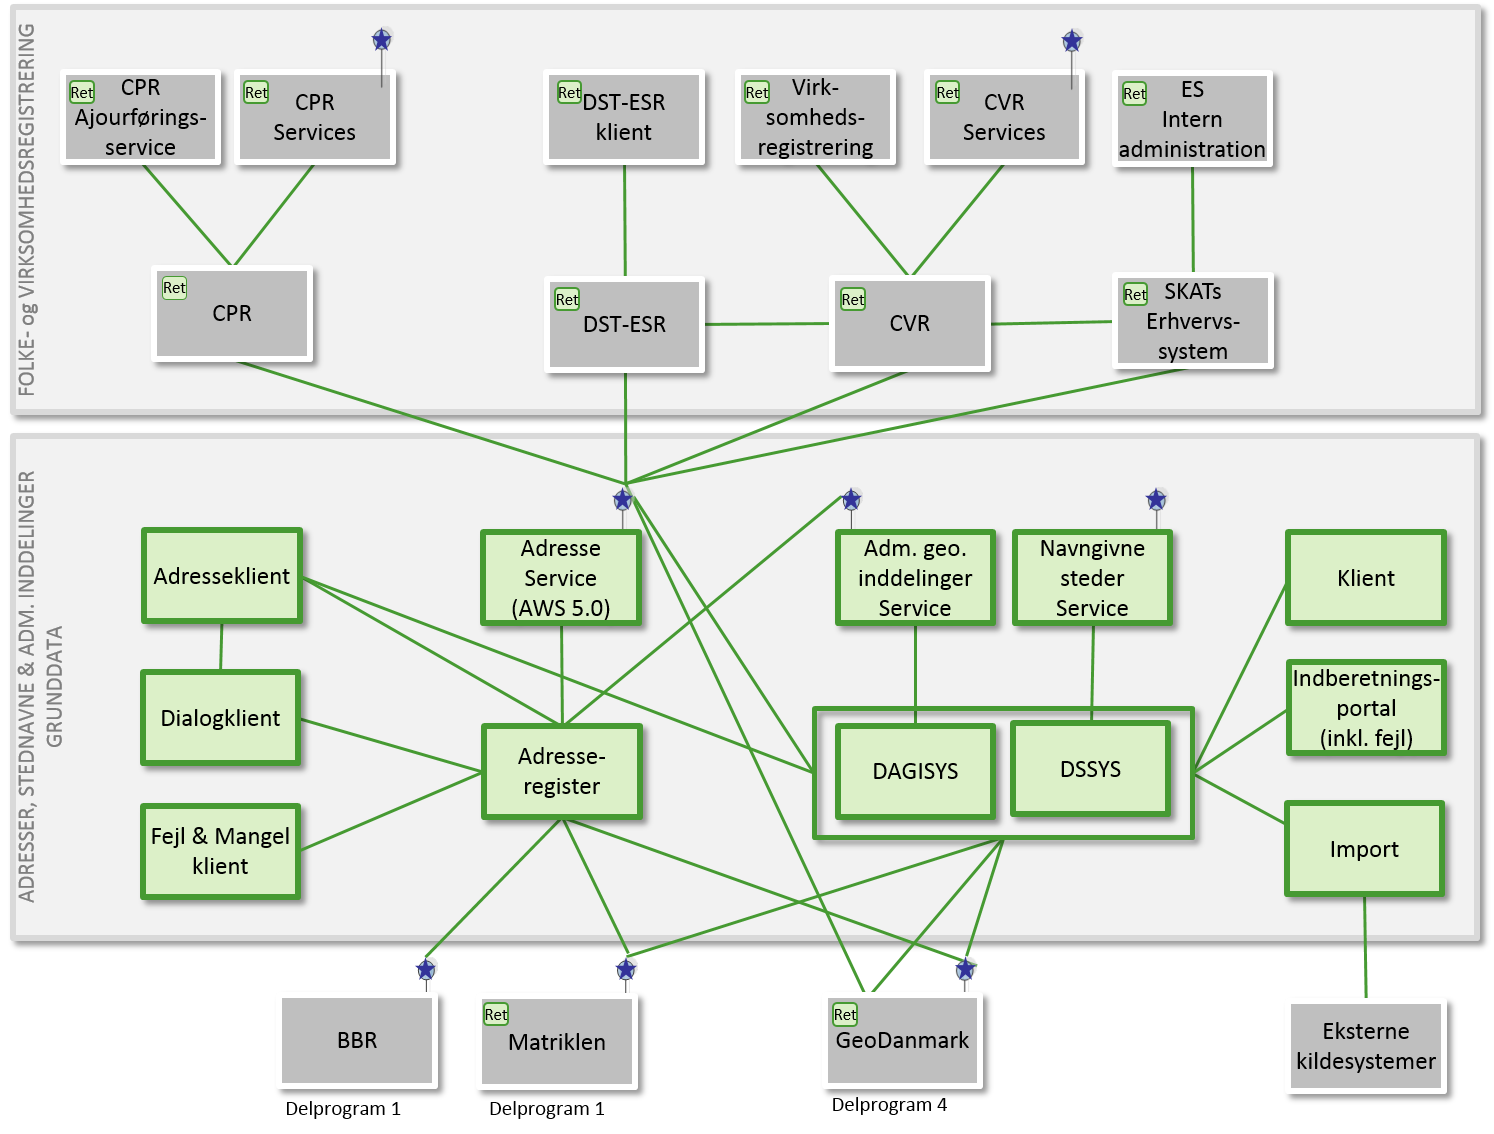 FOLKE- og VIRKSOMHEDSREGISTRERING
Ret
CPR
Ajourførings-
service
Ret
CPR
Services
Ret
DST-ESR
klient
Ret
Virk-
somheds-
registrering
Ret
CVR
Services
Ret
ES
Intern
administration
Ret
CPR
Ret
DST-ESR
Ret
CVR
Ret
SKATs
Erhvervs-
system
ADRESSER, STEDNAVNE & ADM. INDDELINGER
GRUNDDATA
Adresseklient
Adresse
Service
(AWS 5.0)
Adm. geo.
inddelinger
Service
Navngivne
steder
Service
Klient
Dialogklient
Adresse-
register
DAGISYS
DSSYS
Indberetnings-
portal
(inkl. fejl)
Fejl & Mangel
klient
Import
BBR
Delprogram 1
Ret
Matriklen
Delprogram 1
Ret
GeoDanmark
Delprogram 4
Eksterne
kildesystemer